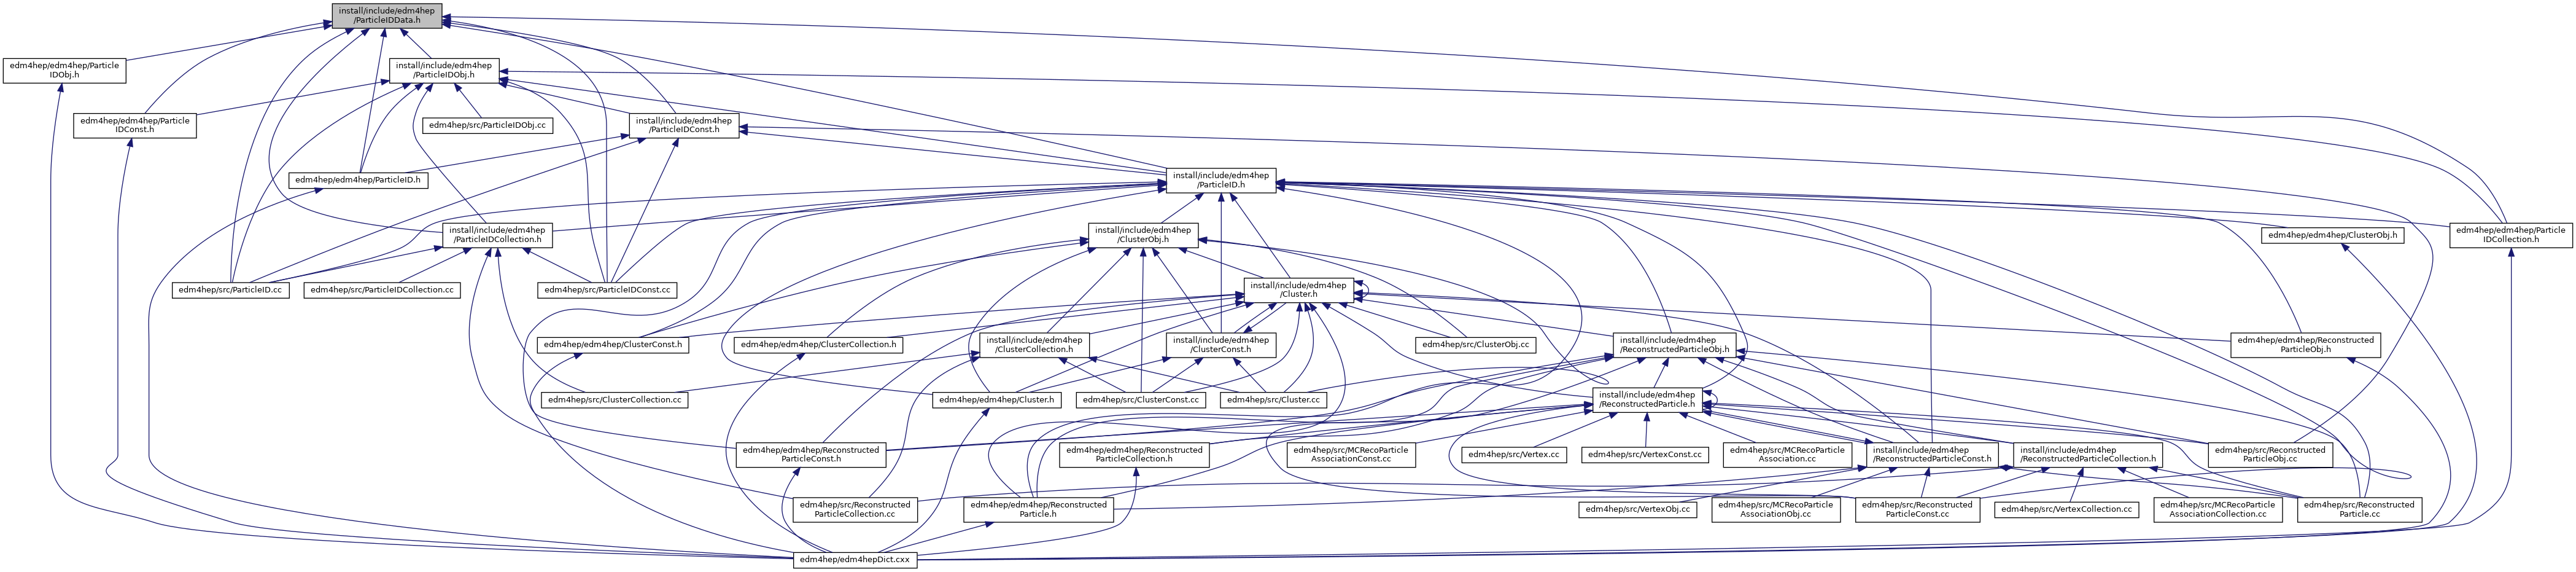 install/include/edm4hep
/ParticleIDData.h
edm4hep/edm4hep/Particle
IDObj.h
install/include/edm4hep
/ParticleIDObj.h
edm4hep/edm4hep/Particle
IDConst.h
edm4hep/src/ParticleIDObj.cc
install/include/edm4hep
/ParticleIDConst.h
edm4hep/edm4hep/ParticleID.h
install/include/edm4hep
/ParticleID.h
install/include/edm4hep
/ParticleIDCollection.h
install/include/edm4hep
/ClusterObj.h
edm4hep/edm4hep/ClusterObj.h
edm4hep/edm4hep/Particle
IDCollection.h
edm4hep/src/ParticleID.cc
edm4hep/src/ParticleIDCollection.cc
edm4hep/src/ParticleIDConst.cc
install/include/edm4hep
/Cluster.h
edm4hep/edm4hep/ClusterConst.h
edm4hep/edm4hep/ClusterCollection.h
install/include/edm4hep
/ClusterCollection.h
install/include/edm4hep
/ClusterConst.h
edm4hep/src/ClusterObj.cc
install/include/edm4hep
/ReconstructedParticleObj.h
edm4hep/edm4hep/Reconstructed
ParticleObj.h
edm4hep/src/ClusterCollection.cc
edm4hep/edm4hep/Cluster.h
edm4hep/src/ClusterConst.cc
edm4hep/src/Cluster.cc
install/include/edm4hep
/ReconstructedParticle.h
edm4hep/edm4hep/Reconstructed
ParticleConst.h
edm4hep/edm4hep/Reconstructed
ParticleCollection.h
edm4hep/src/MCRecoParticle
AssociationConst.cc
edm4hep/src/Vertex.cc
edm4hep/src/VertexConst.cc
edm4hep/src/MCRecoParticle
Association.cc
install/include/edm4hep
/ReconstructedParticleConst.h
install/include/edm4hep
/ReconstructedParticleCollection.h
edm4hep/src/Reconstructed
ParticleObj.cc
edm4hep/src/Reconstructed
ParticleCollection.cc
edm4hep/edm4hep/Reconstructed
Particle.h
edm4hep/src/VertexObj.cc
edm4hep/src/MCRecoParticle
AssociationObj.cc
edm4hep/src/Reconstructed
ParticleConst.cc
edm4hep/src/VertexCollection.cc
edm4hep/src/MCRecoParticle
AssociationCollection.cc
edm4hep/src/Reconstructed
Particle.cc
edm4hep/edm4hepDict.cxx